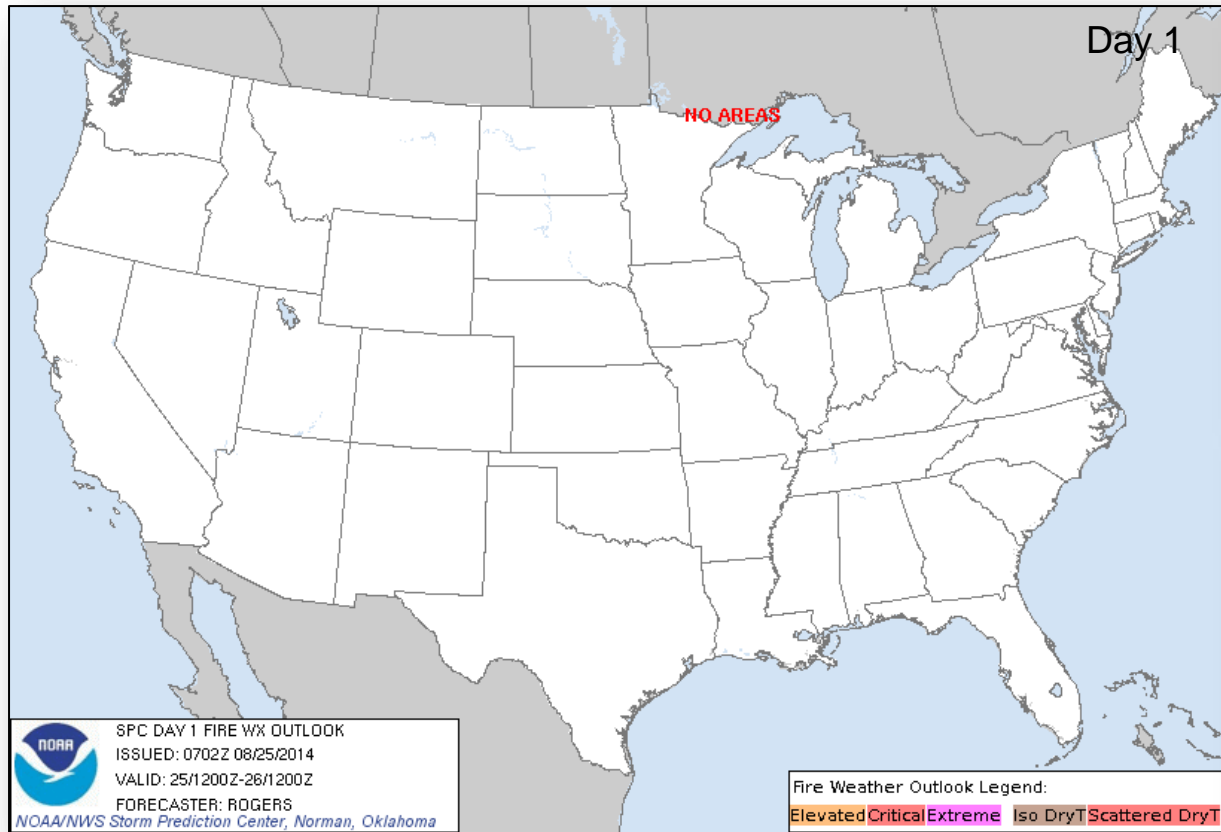 Day 1
NO AREAS
NOAA
SPC DAY 1 FIRE WX OUTLOOK
ISSUED: 0702Z 08/25/2014
VALID: 25/1200Z-26/1200Z
FORECASTER: ROGERS
NOAA/NWS Storm Prediction Center, Norman, Oklahoma
Fire Weather Outlook Legend:
Elevated Critical Extreme Iso DryT Scattered DryT